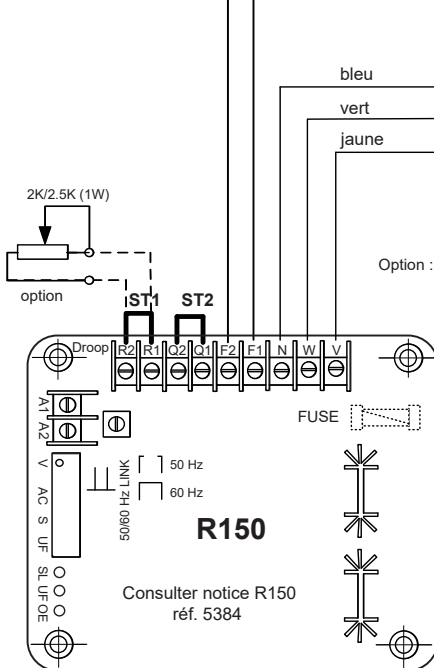 bleu
vert
jaune
2K/2.5K (1W)
option
Option :
ST1 ST2
Droop R2 R1 Q2 Q1 F2 F1 N W V
A1
A2
FUSE
50/60 Hz LINK
50 Hz
60 Hz
V
AC
S
UF
R150
SL
UF
OE
Consulter notice R150
réf. 5384